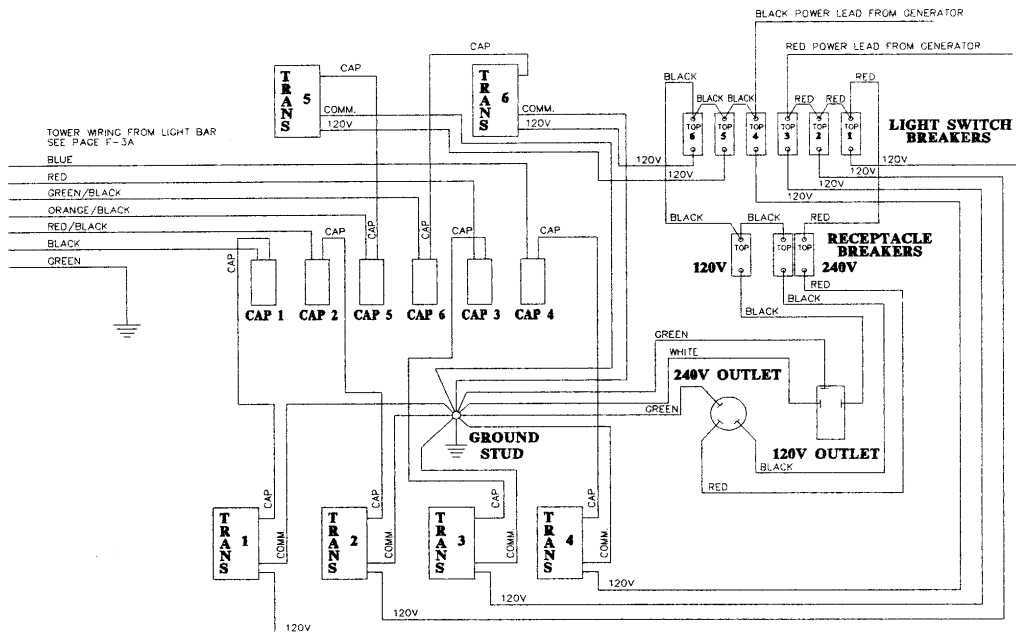 BLACK POWER LEAD FROM GENERATOR
RED POWER LEAD FROM GENERATOR
CAP
CAP
TRANS
5
TRANS
6
COMM.
120V
COMM.
120V
BLACK
BLACK
BLACK
RED
RED
RED
TOP
6
TOP
5
TOP
4
TOP
3
TOP
2
TOP
1
LIGHT SWITCH
BREAKERS
120V
120V
120V
120V
120V
120V
TOWER WIRING FROM LIGHT BAR
SEE PAGE F-3A
BLUE
RED
GREEN/BLACK
ORANGE/BLACK
RED/BLACK
BLACK
GREEN
CAP
CAP
CAP
CAP
CAP
CAP
CAP 1
CAP 2
CAP 5
CAP 6
CAP 3
CAP 4
BLACK
BLACK
RED
TOP
TOP
TOP
RECEPTACLE
BREAKERS
120V
240V
RED
BLACK
BLACK
GREEN
WHITE
240V OUTLET
GREEN
120V OUTLET
BLACK
RED
GROUND
STUD
CAP
CAP
CAP
CAP
TRANS
1
COMM.
TRANS
2
COMM.
TRANS
3
COMM.
TRANS
4
COMM.
120V
120V
120V
120V